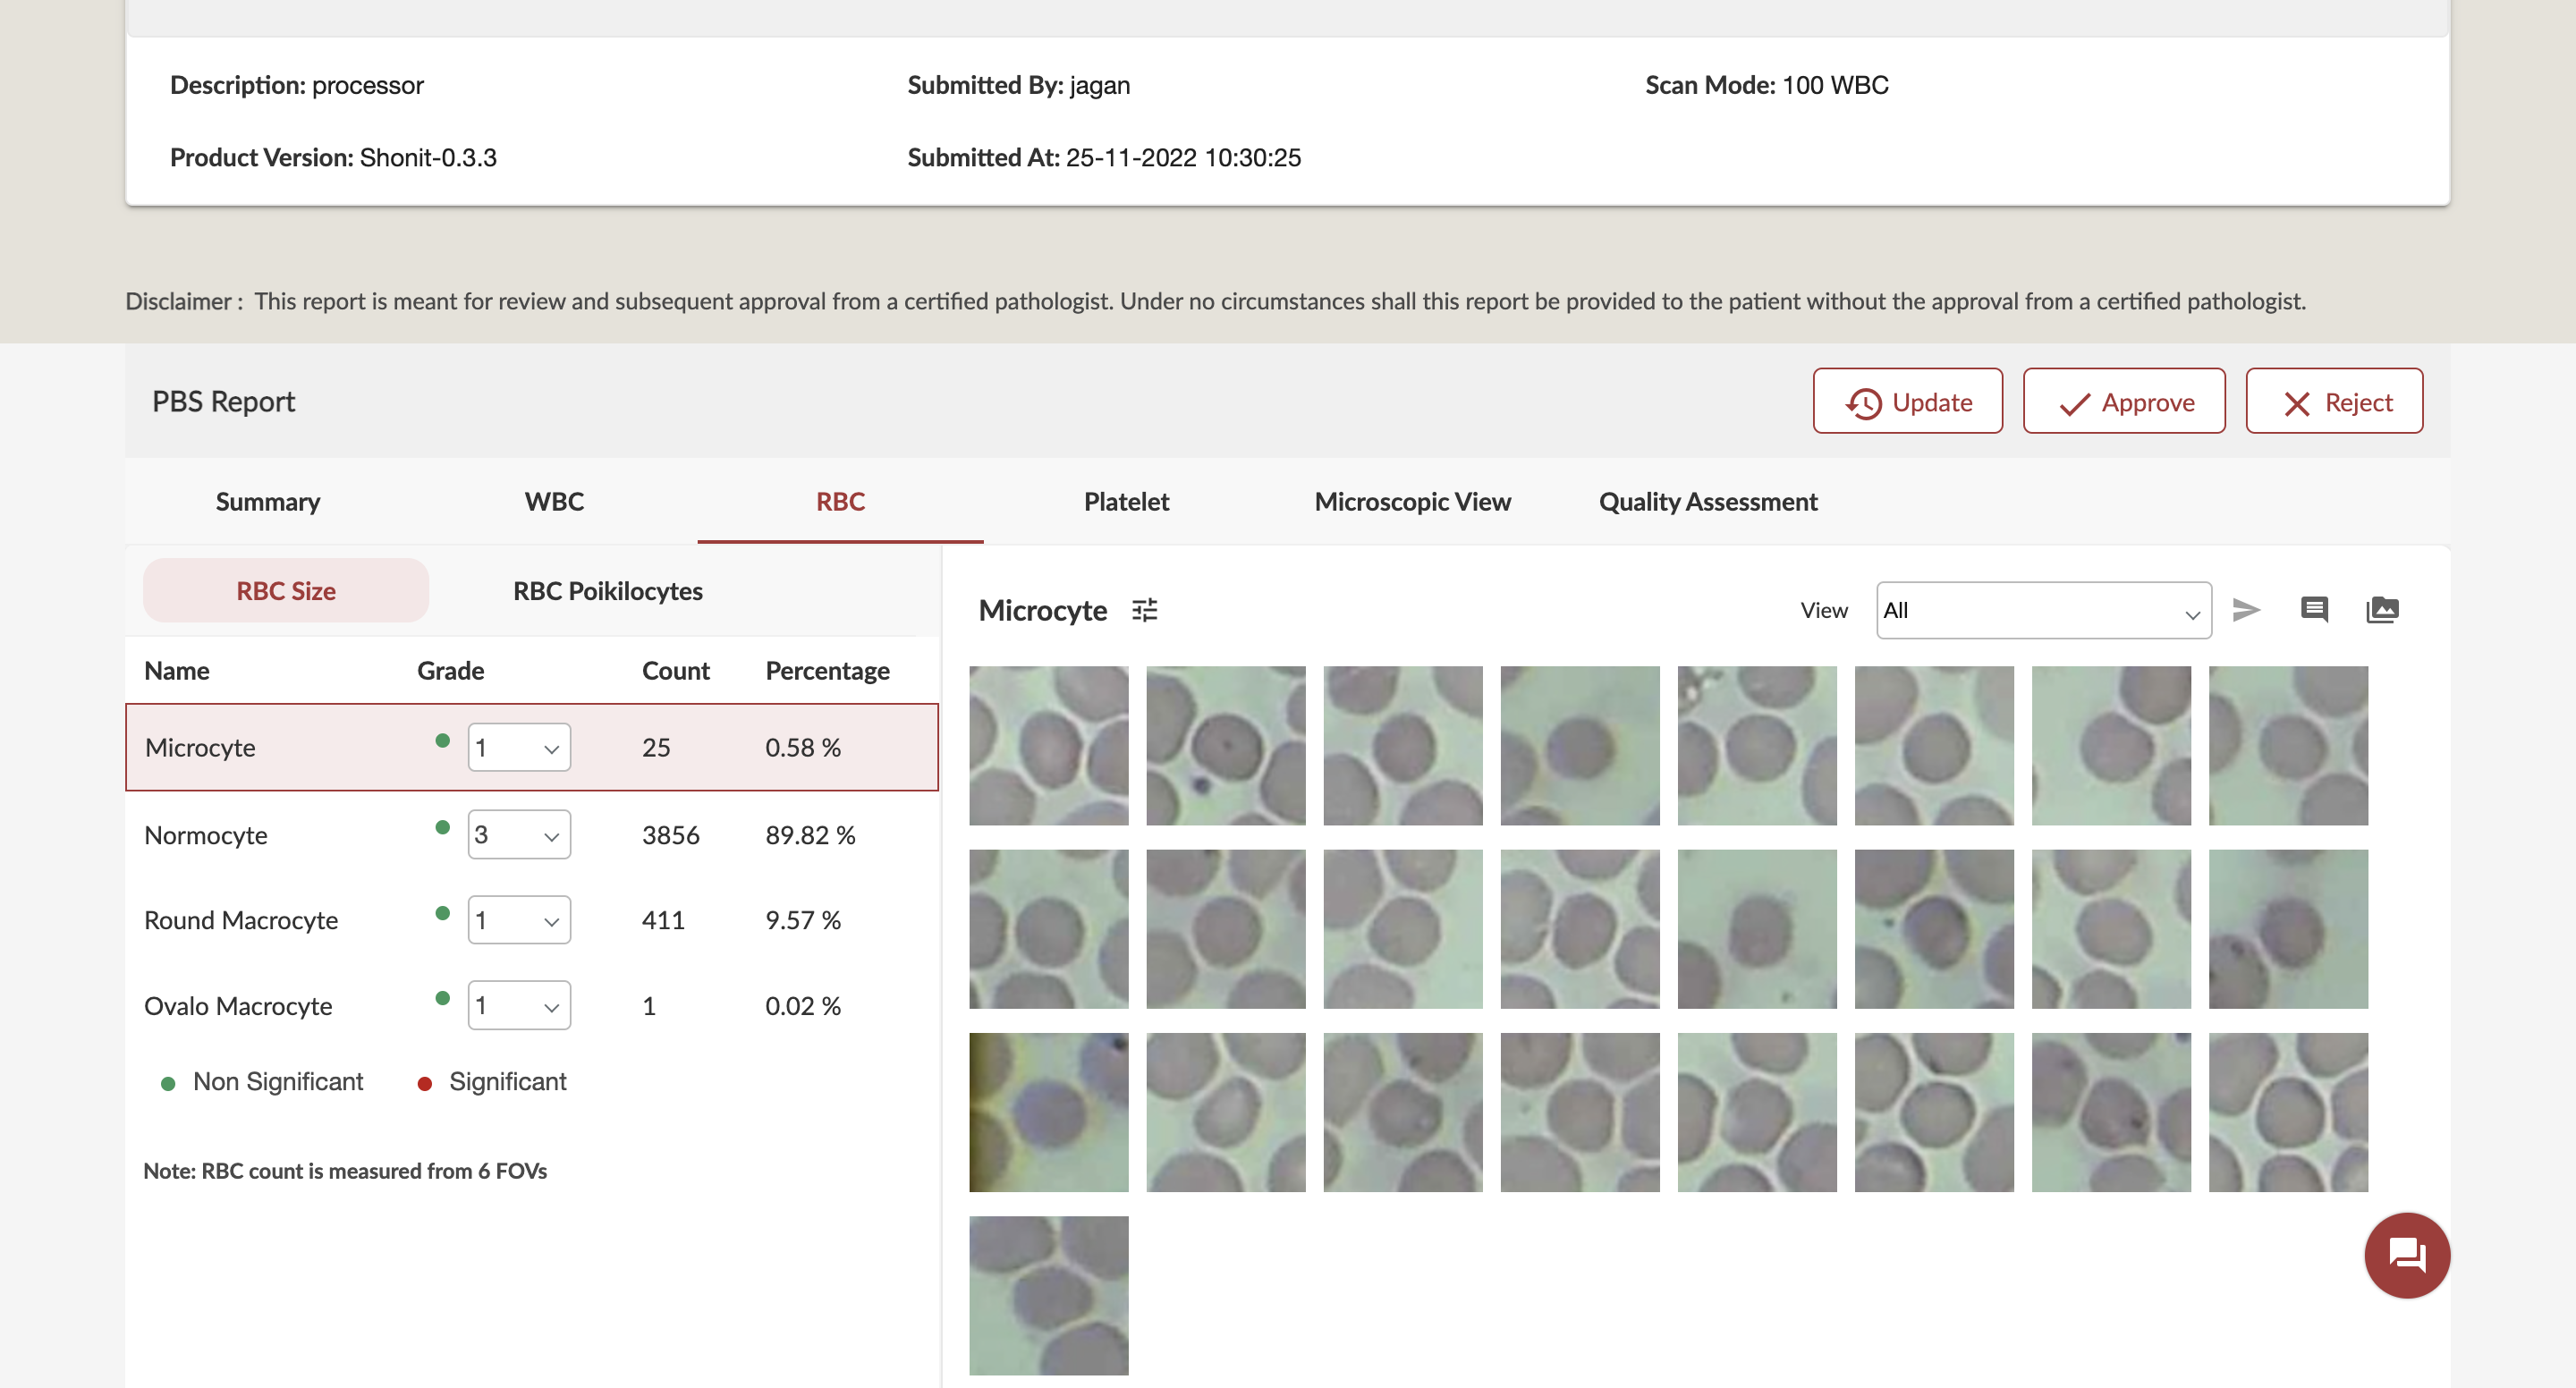 Description: processor
Submitted By: jagan
Scan Mode: 100 WBC
Product Version: Shonit-0.3.3
Submitted At: 25-11-2022 10:30:25
Disclaimer : This report is meant for review and subsequent approval from a certified pathologist. Under no circumstances shall this report be provided to the patient without the approval from a certified pathologist.
PBS Report
Update
Approve
Reject
Summary
WBC
RBC
Platelet
Microscopic View
Quality Assessment
RBC Size
RBC Poikilocytes
Name Grade Count Percentage
Microcyte 1 25 0.58 %
Normocyte 3 3856 89.82 %
Round Macrocyte 1 411 9.57 %
Ovalo Macrocyte 1 1 0.02 %
Non Significant
Significant
Note: RBC count is measured from 6 FOVs
Microcyte
View
All